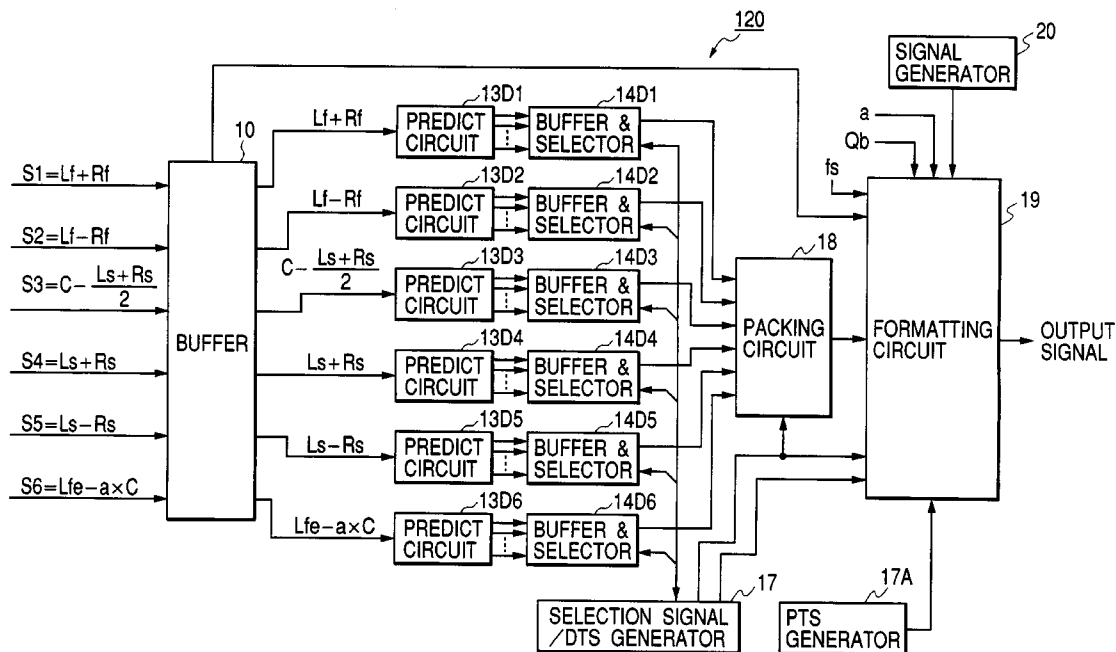 120
20
SIGNAL
GENERATOR
a
Qb
fs
19
FORMATTING
CIRCUIT
OUTPUT
SIGNAL
10
BUFFER
S1=Lf+Rf
S2=Lf−Rf
S3=C− Ls+Rs
2
S4=Ls+Rs
S5=Ls−Rs
S6=Lfe−a×C
Lf+Rf
13D1
PREDICT
CIRCUIT
14D1
BUFFER &
SELECTOR
Lf−Rf
13D2
PREDICT
CIRCUIT
14D2
BUFFER &
SELECTOR
C− Ls+Rs
2
13D3
PREDICT
CIRCUIT
14D3
BUFFER &
SELECTOR
Ls+Rs
13D4
PREDICT
CIRCUIT
14D4
BUFFER &
SELECTOR
Ls−Rs
13D5
PREDICT
CIRCUIT
14D5
BUFFER &
SELECTOR
Lfe−a×C
13D6
PREDICT
CIRCUIT
14D6
BUFFER &
SELECTOR
18
PACKING
CIRCUIT
17
SELECTION SIGNAL
/DTS GENERATOR
17A
PTS
GENERATOR